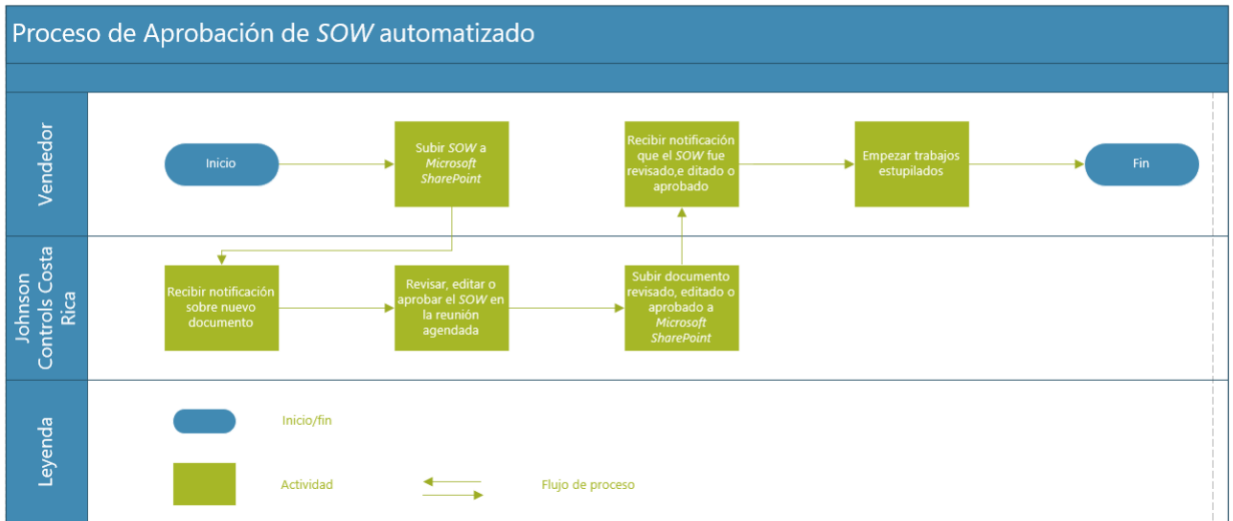 Proceso de Aprobación de SOW automatizado
Vendedor
Inicio
Subir SOW a
Microsoft
SharePoint
Recibir notificación
que el SOW fue
revisado,e ditado o
aprobado
Empezar trabajos
estupilados
Fin
Johnson
Controls Costa
Rica
Recibir notificación
sobre nuevo
documento
Revisar, editar o
aprobar el SOW en
la reunión
agendada
Subir documento
revisado, editado o
aprobado a
Microsoft
SharePoint
Leyenda
Inicio/fin
Actividad
Flujo de proceso